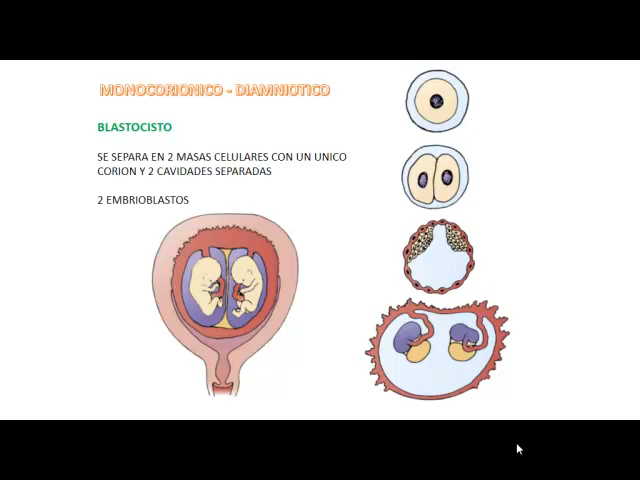 MONOCORIONICO - DIAMNIOTICO
BLASTOCISTO
SE SEPARA EN 2 MASAS CELULARES CON UN UNICO
CORION Y 2 CAVIDADES SEPARADAS
2 EMBRIOBLASTOS